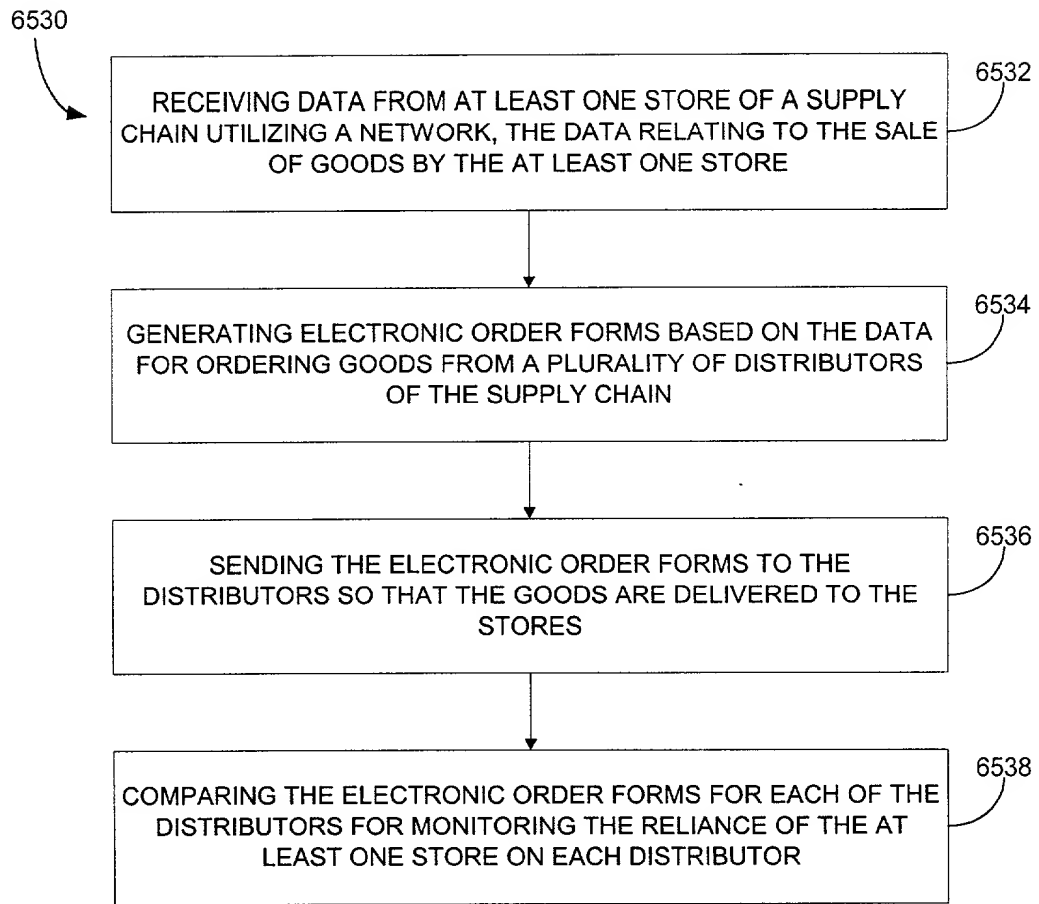 6530
6532
RECEIVING DATA FROM AT LEAST ONE STORE OF A SUPPLY
CHAIN UTILIZING A NETWORK, THE DATA RELATING TO THE SALE
OF GOODS BY THE AT LEAST ONE STORE
6534
GENERATING ELECTRONIC ORDER FORMS BASED ON THE DATA
FOR ORDERING GOODS FROM A PLURALITY OF DISTRIBUTORS
OF THE SUPPLY CHAIN
6536
SENDING THE ELECTRONIC ORDER FORMS TO THE
DISTRIBUTORS SO THAT THE GOODS ARE DELIVERED TO THE
STORES
6538
COMPARING THE ELECTRONIC ORDER FORMS FOR EACH OF THE
DISTRIBUTORS FOR MONITORING THE RELIANCE OF THE AT
LEAST ONE STORE ON EACH DISTRIBUTOR